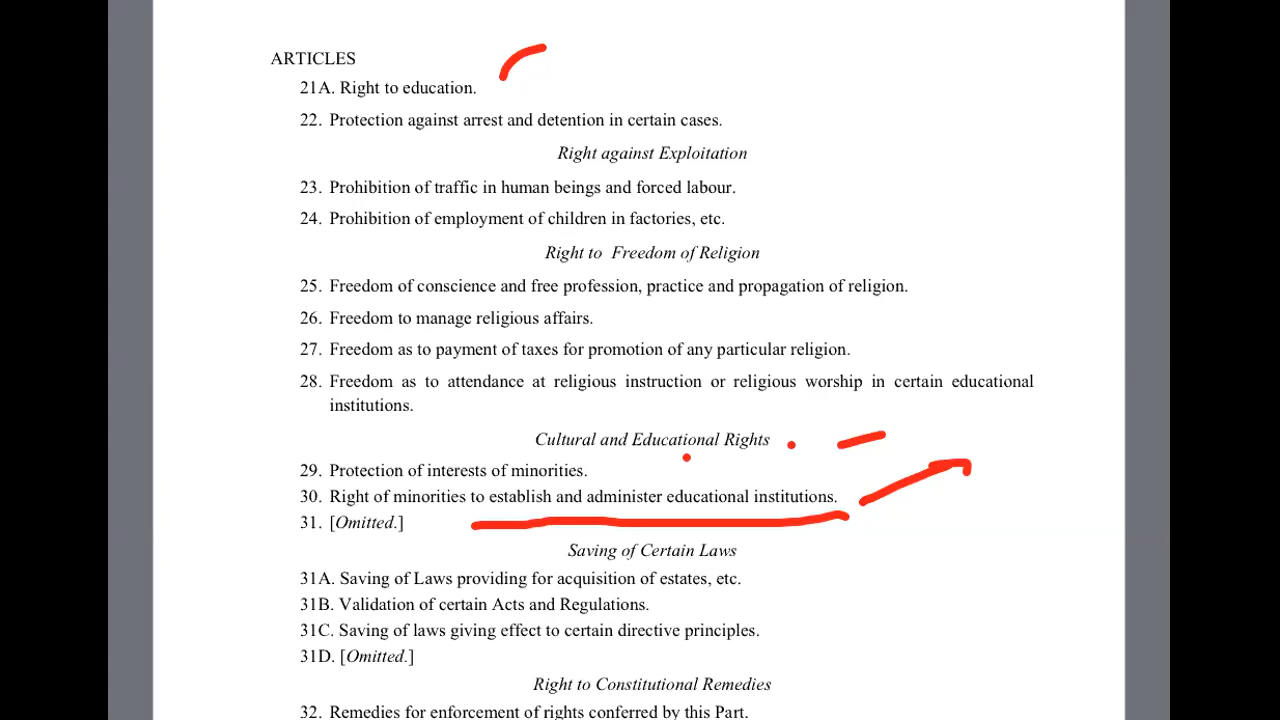 ARTICLES
21A. Right to education.
22. Protection against arrest and detention in certain cases.
Right against Exploitation
23. Prohibition of traffic in human beings and forced labour.
24. Prohibition of employment of children in factories, etc.
Right to Freedom of Religion
25. Freedom of conscience and free profession, practice and propagation of religion.
26. Freedom to manage religious affairs.
27. Freedom as to payment of taxes for promotion of any particular religion.
28. Freedom as to attendance at religious instruction or religious worship in certain educational
institutions.
Cultural and Educational Rights
29. Protection of interests of minorities.
30. Right of minorities to establish and administer educational institutions.
31. [Omitted.]
Saving of Certain Laws
31A. Saving of Laws providing for acquisition of estates, etc.
31B. Validation of certain Acts and Regulations.
31C. Saving of laws giving effect to certain directive principles.
31D. [Omitted.]
Right to Constitutional Remedies
32. Remedies for enforcement of rights conferred by this Part.